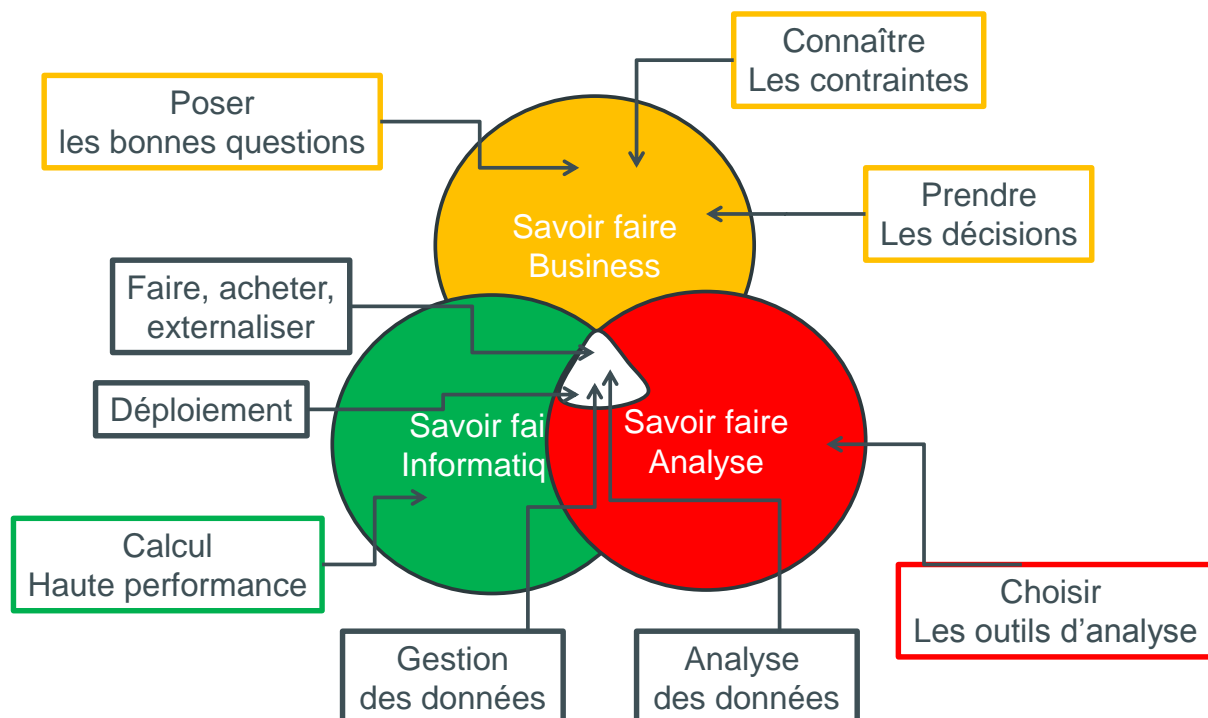 Connaître
Les contraintes
Poser
les bonnes questions
Prendre
Les décisions
Savoir faire
Business
Faire, acheter,
externaliser
Déploiement
Savoir fai
Informatiq
Savoir faire
Analyse
Calcul
Haute performance
Choisir
Les outils d’analyse
Gestion
des données
Analyse
des données